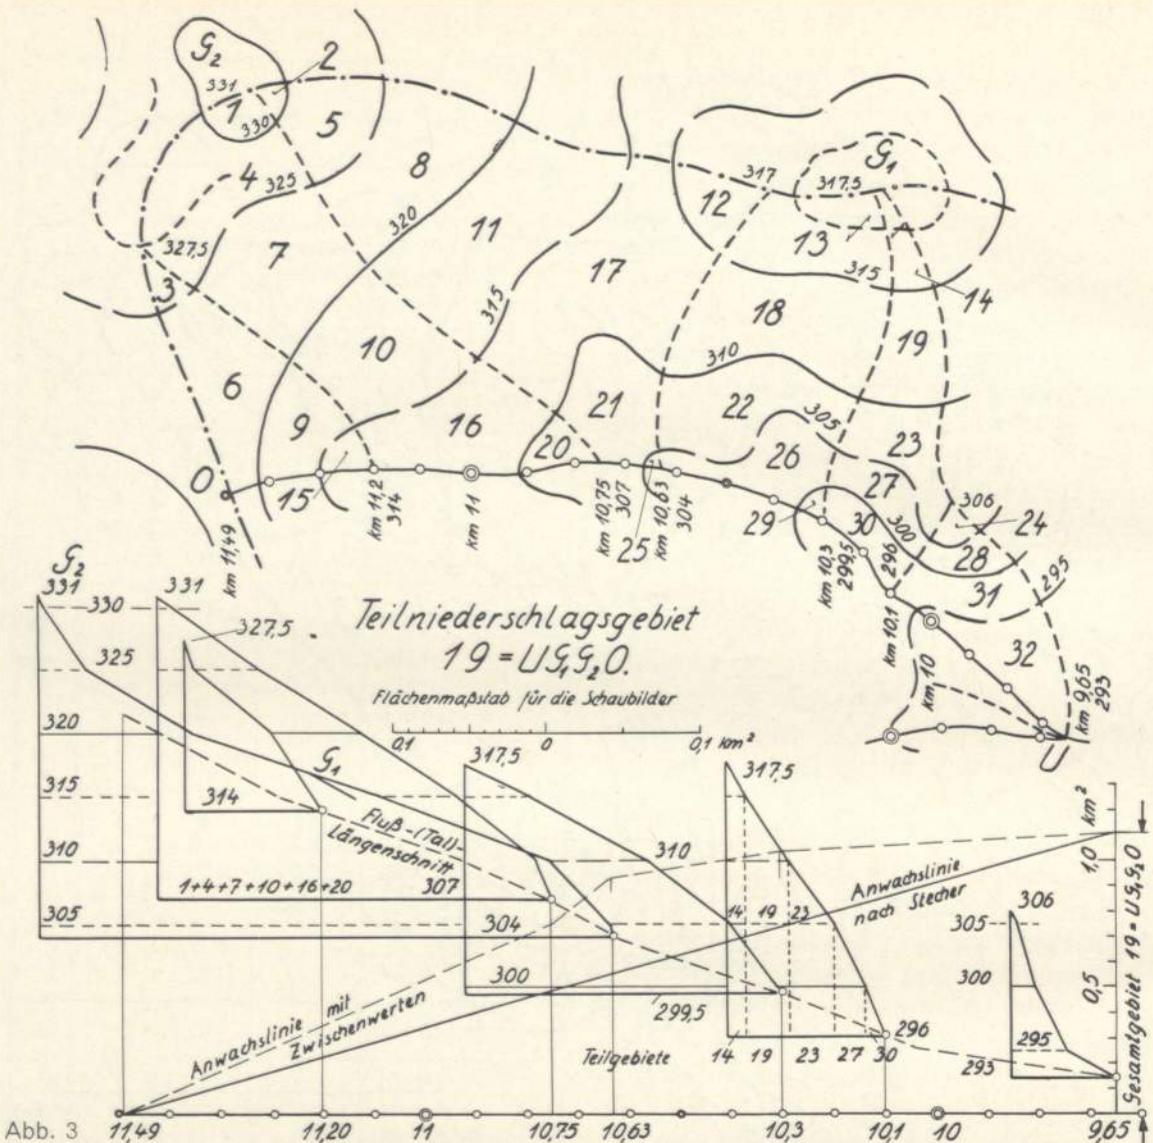 G₂
2
331
1
330
5
8
4
325
320
327,5
7
3
11
315
17
6
10
9
16
0
15
km 11,49
km 11,2
314
km 11
317
317,5
G₁
12
13
315
14
18
19
310
21
22
305
23
20
26
27
306
km 10,75
307
25
km 10,63
304
29
30
300
24
28
km 10,3
299,5
296
km 10,1
31
295
km 10
32
km 9,65
293
U
G₂
331
330
331
327,5
325
320
315
314
310
305
Teilniederschlagsgebiet
19 = UG₁G₂O.
Flächenmaßstab für die Schaubilder
0,1 0 0,1 km²
G₁
Fluß-(Tal)-
Längenschnitt
317,5
317,5
310
1+4+7+10+16+20
307
304
14 19 23
300
299,5
Anwachslinie mit
Zwischenwerten
Anwachslinie
nach Stecher
Teilgebiete
14 19 23 27 30
296
306
305
300
295
293
km²
1,0
0,5
Gesamtgebiet 19 = UG₁G₂O
Abb. 3
11,49 11,20 11 10,75 10,63 10,3 10,1 10 9,65